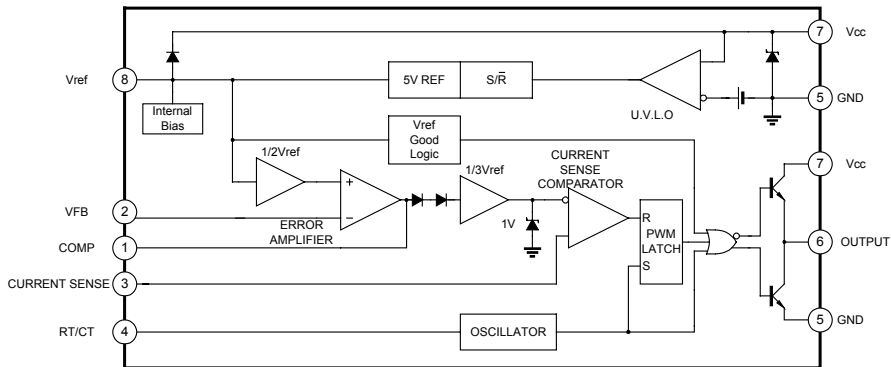 7
Vcc
Vref
8
5V REF
S/R̅
Internal
Bias
U.V.L.O
5
GND
Vref
Good
Logic
1/2Vref
1/3Vref
CURRENT
SENSE
COMPARATOR
7
Vcc
+
−
VFB
2
ERROR
AMPLIFIER
1V
R
PWM
LATCH
S
6
OUTPUT
COMP
1
CURRENT SENSE
3
RT/CT
4
OSCILLATOR
5
GND